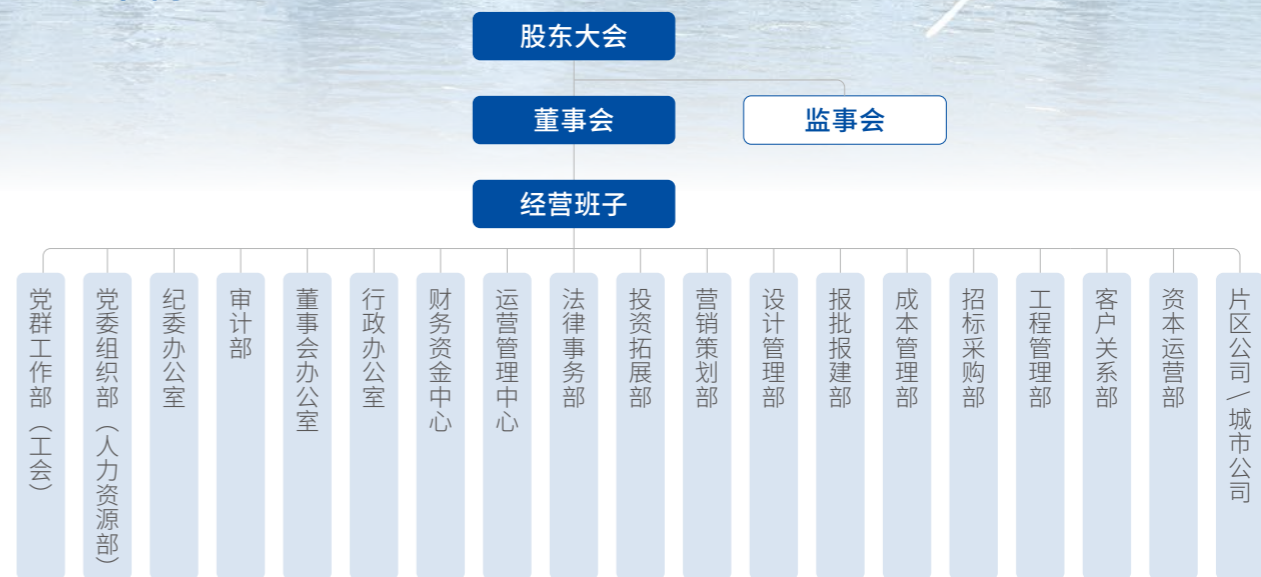 股东大会
董事会
监事会
经营班子
党群工作部（工会）
党委组织部（人力资源部）
纪委办公室
审计部
董事会办公室
行政办公室
财务资金中心
运营管理中心
法律事务部
投资拓展部
营销策划部
设计管理部
报批报建部
成本管理部
招标采购部
工程管理部
客户关系部
资本运营部
片区公司/城市公司